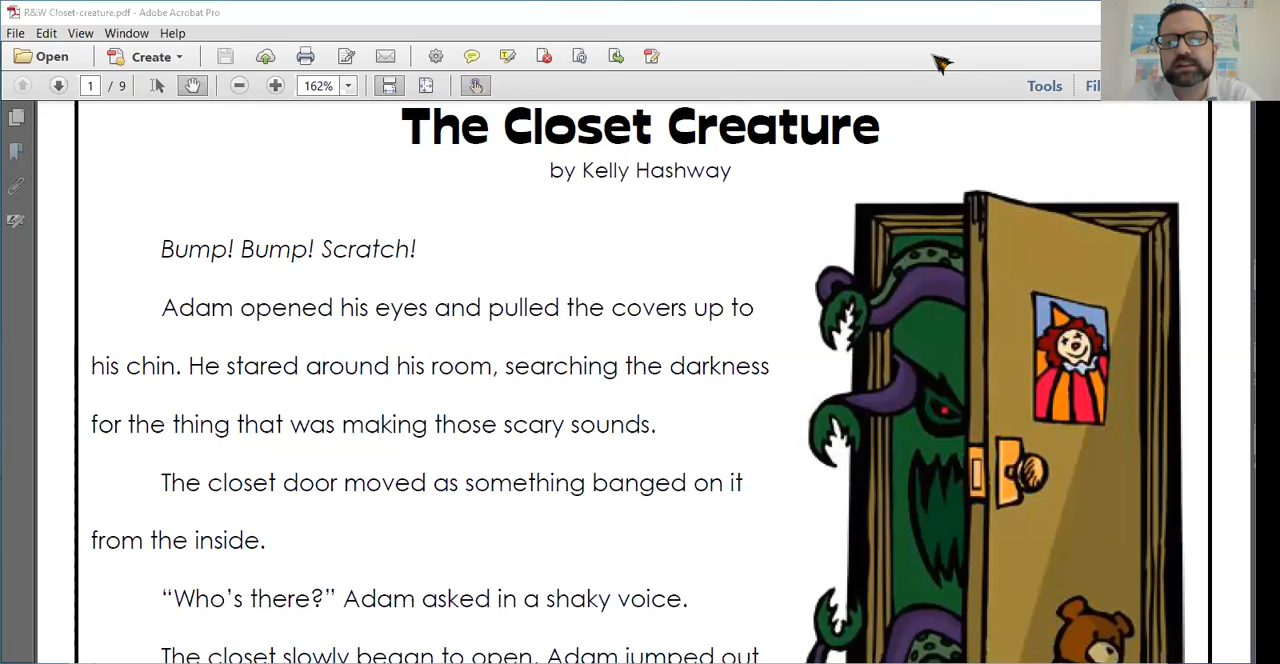 R&W Closet-creature.pdf - Adobe Acrobat Pro
File Edit View Window Help
Open Create
1 / 9 162% Tools
The Closet Creature
by Kelly Hashway
Bump! Bump! Scratch!
Adam opened his eyes and pulled the covers up to
his chin. He stared around his room, searching the darkness
for the thing that was making those scary sounds.
The closet door moved as something banged on it
from the inside.
“Who’s there?” Adam asked in a shaky voice.
The closet slowly began to open. Adam jumped out